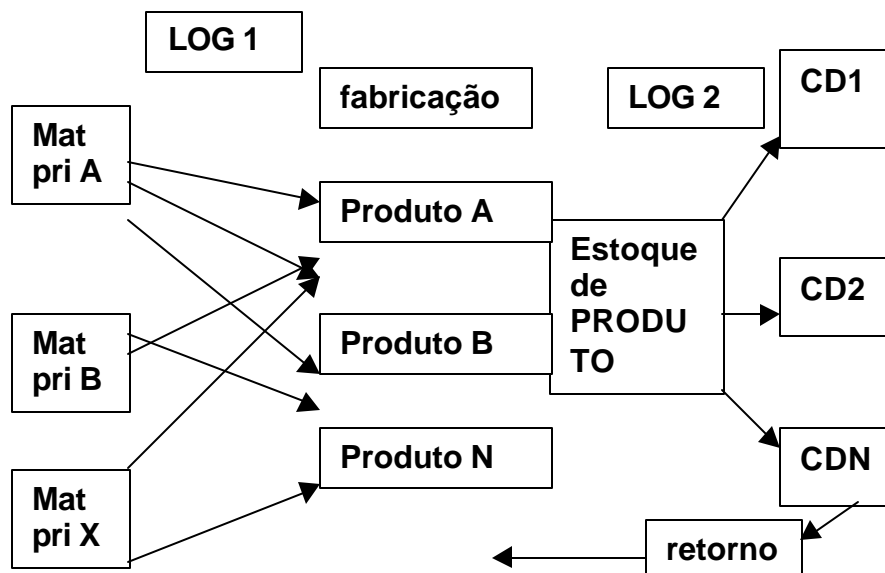 LOG 1
fabricação
LOG 2
CD1
Mat
pri A
Produto A
Estoque
de
PRODU
TO
CD2
Mat
pri B
Produto B
Produto N
CDN
Mat
pri X
retorno